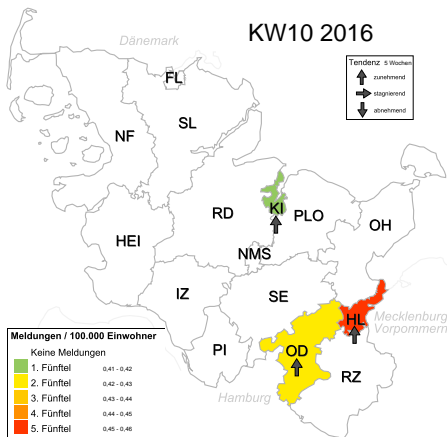 KW10 2016
Dänemark
Tendenz 5 Wochen
zunehmend
stagnierend
abnehmend
FL
SL
NF
OH
KI
RD
PLO
HEI
NMS
IZ
SE
HL
Mecklenburg
Vorpommern
PI
OD
RZ
Hamburg
Meldungen / 100.000 Einwohner
Keine Meldungen
1. Fünftel 0,41 - 0,42
2. Fünftel 0,42 - 0,43
3. Fünftel 0,43 - 0,44
4. Fünftel 0,44 - 0,45
5. Fünftel 0,45 - 0,46